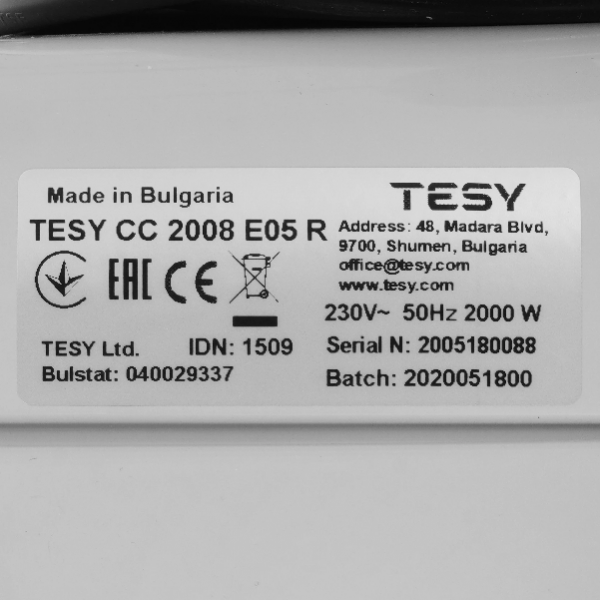 Made in Bulgaria
TESY
TESY CC 2008 E05 R
Address: 48, Madara Blvd,
9700, Shumen, Bulgaria
office@tesy.com
www.tesy.com
EAC CE
230V~ 50Hz 2000 W
TESY Ltd. IDN: 1509
Serial N: 2005180088
Bulstat: 040029337
Batch: 2020051800